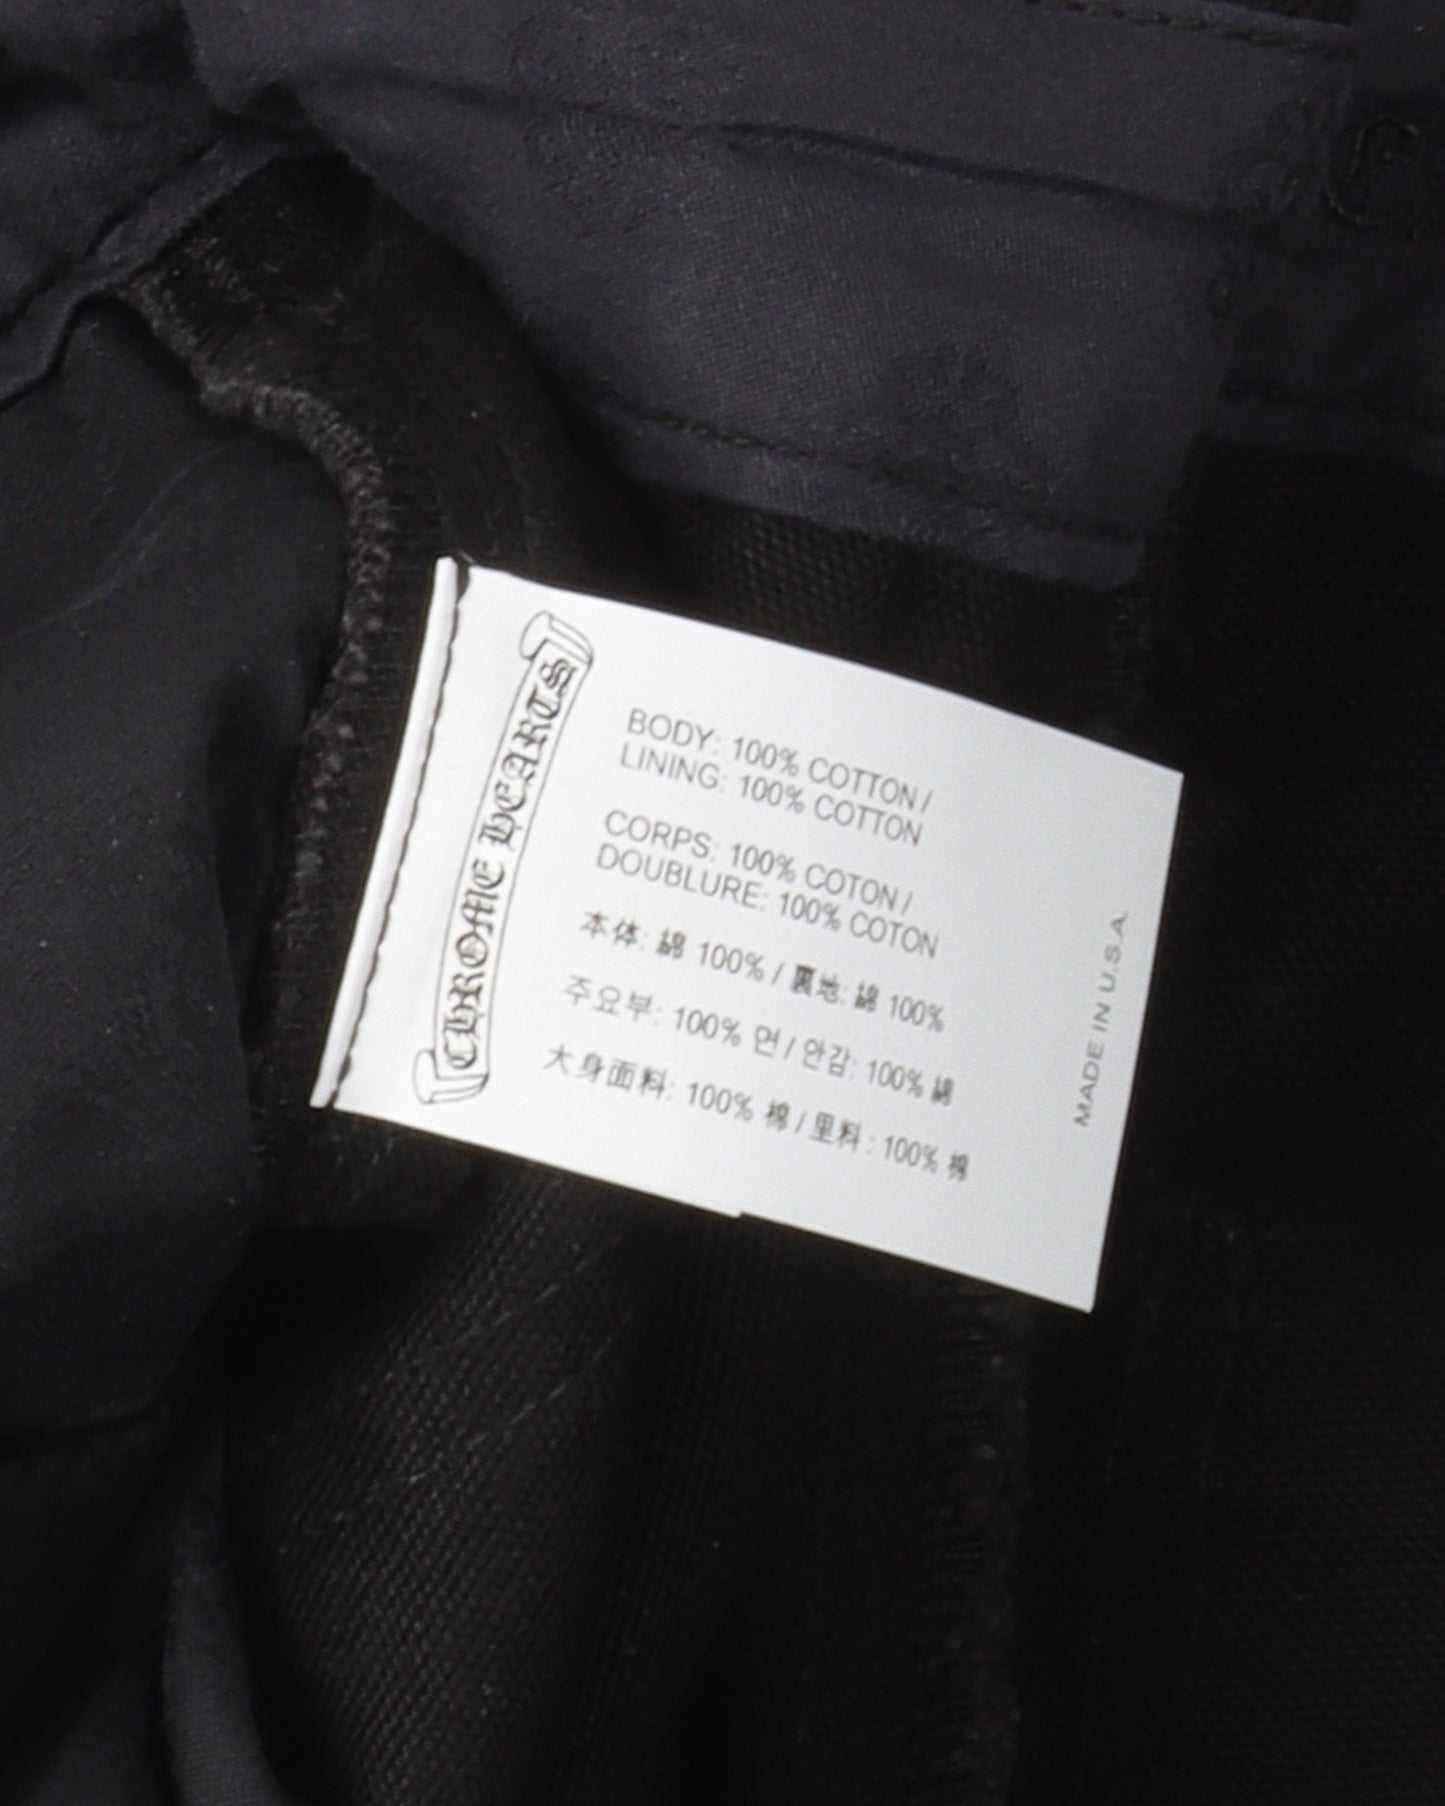 CHROME HEARTS
BODY: 100% COTTON /
LINING: 100% COTTON
CORPS: 100% COTON /
DOUBLURE: 100% COTON
本体: 綿 100% / 裏地: 綿 100%
주요부: 100% 면 / 안감: 100% 綿
大身面料: 100% 棉 / 里料: 100% 棉
MADE IN U.S.A.